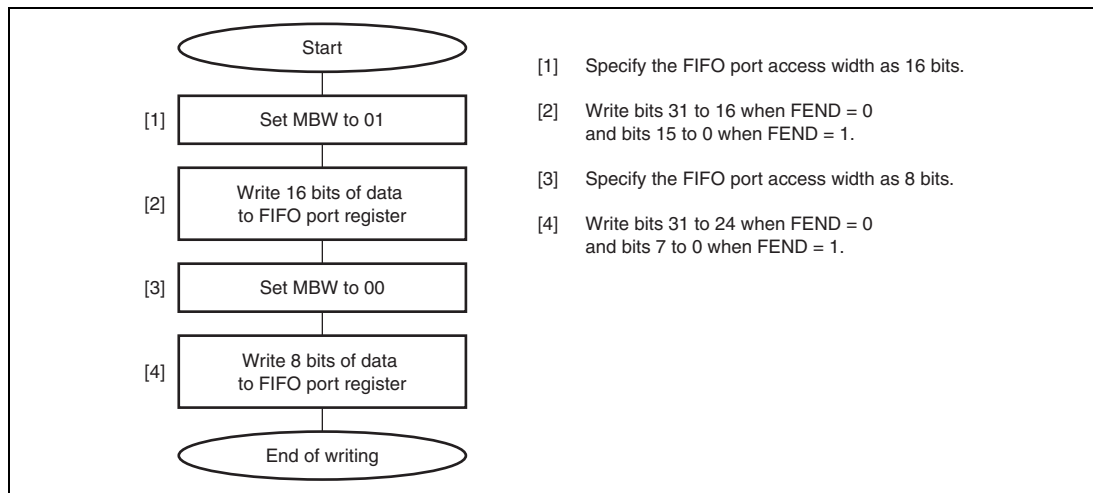 Start
[1] Set MBW to 01
[2] Write 16 bits of data
to FIFO port register
[3] Set MBW to 00
[4] Write 8 bits of data
to FIFO port register
End of writing
[1] Specify the FIFO port access width as 16 bits.
[2] Write bits 31 to 16 when FEND = 0
and bits 15 to 0 when FEND = 1.
[3] Specify the FIFO port access width as 8 bits.
[4] Write bits 31 to 24 when FEND = 0
and bits 7 to 0 when FEND = 1.